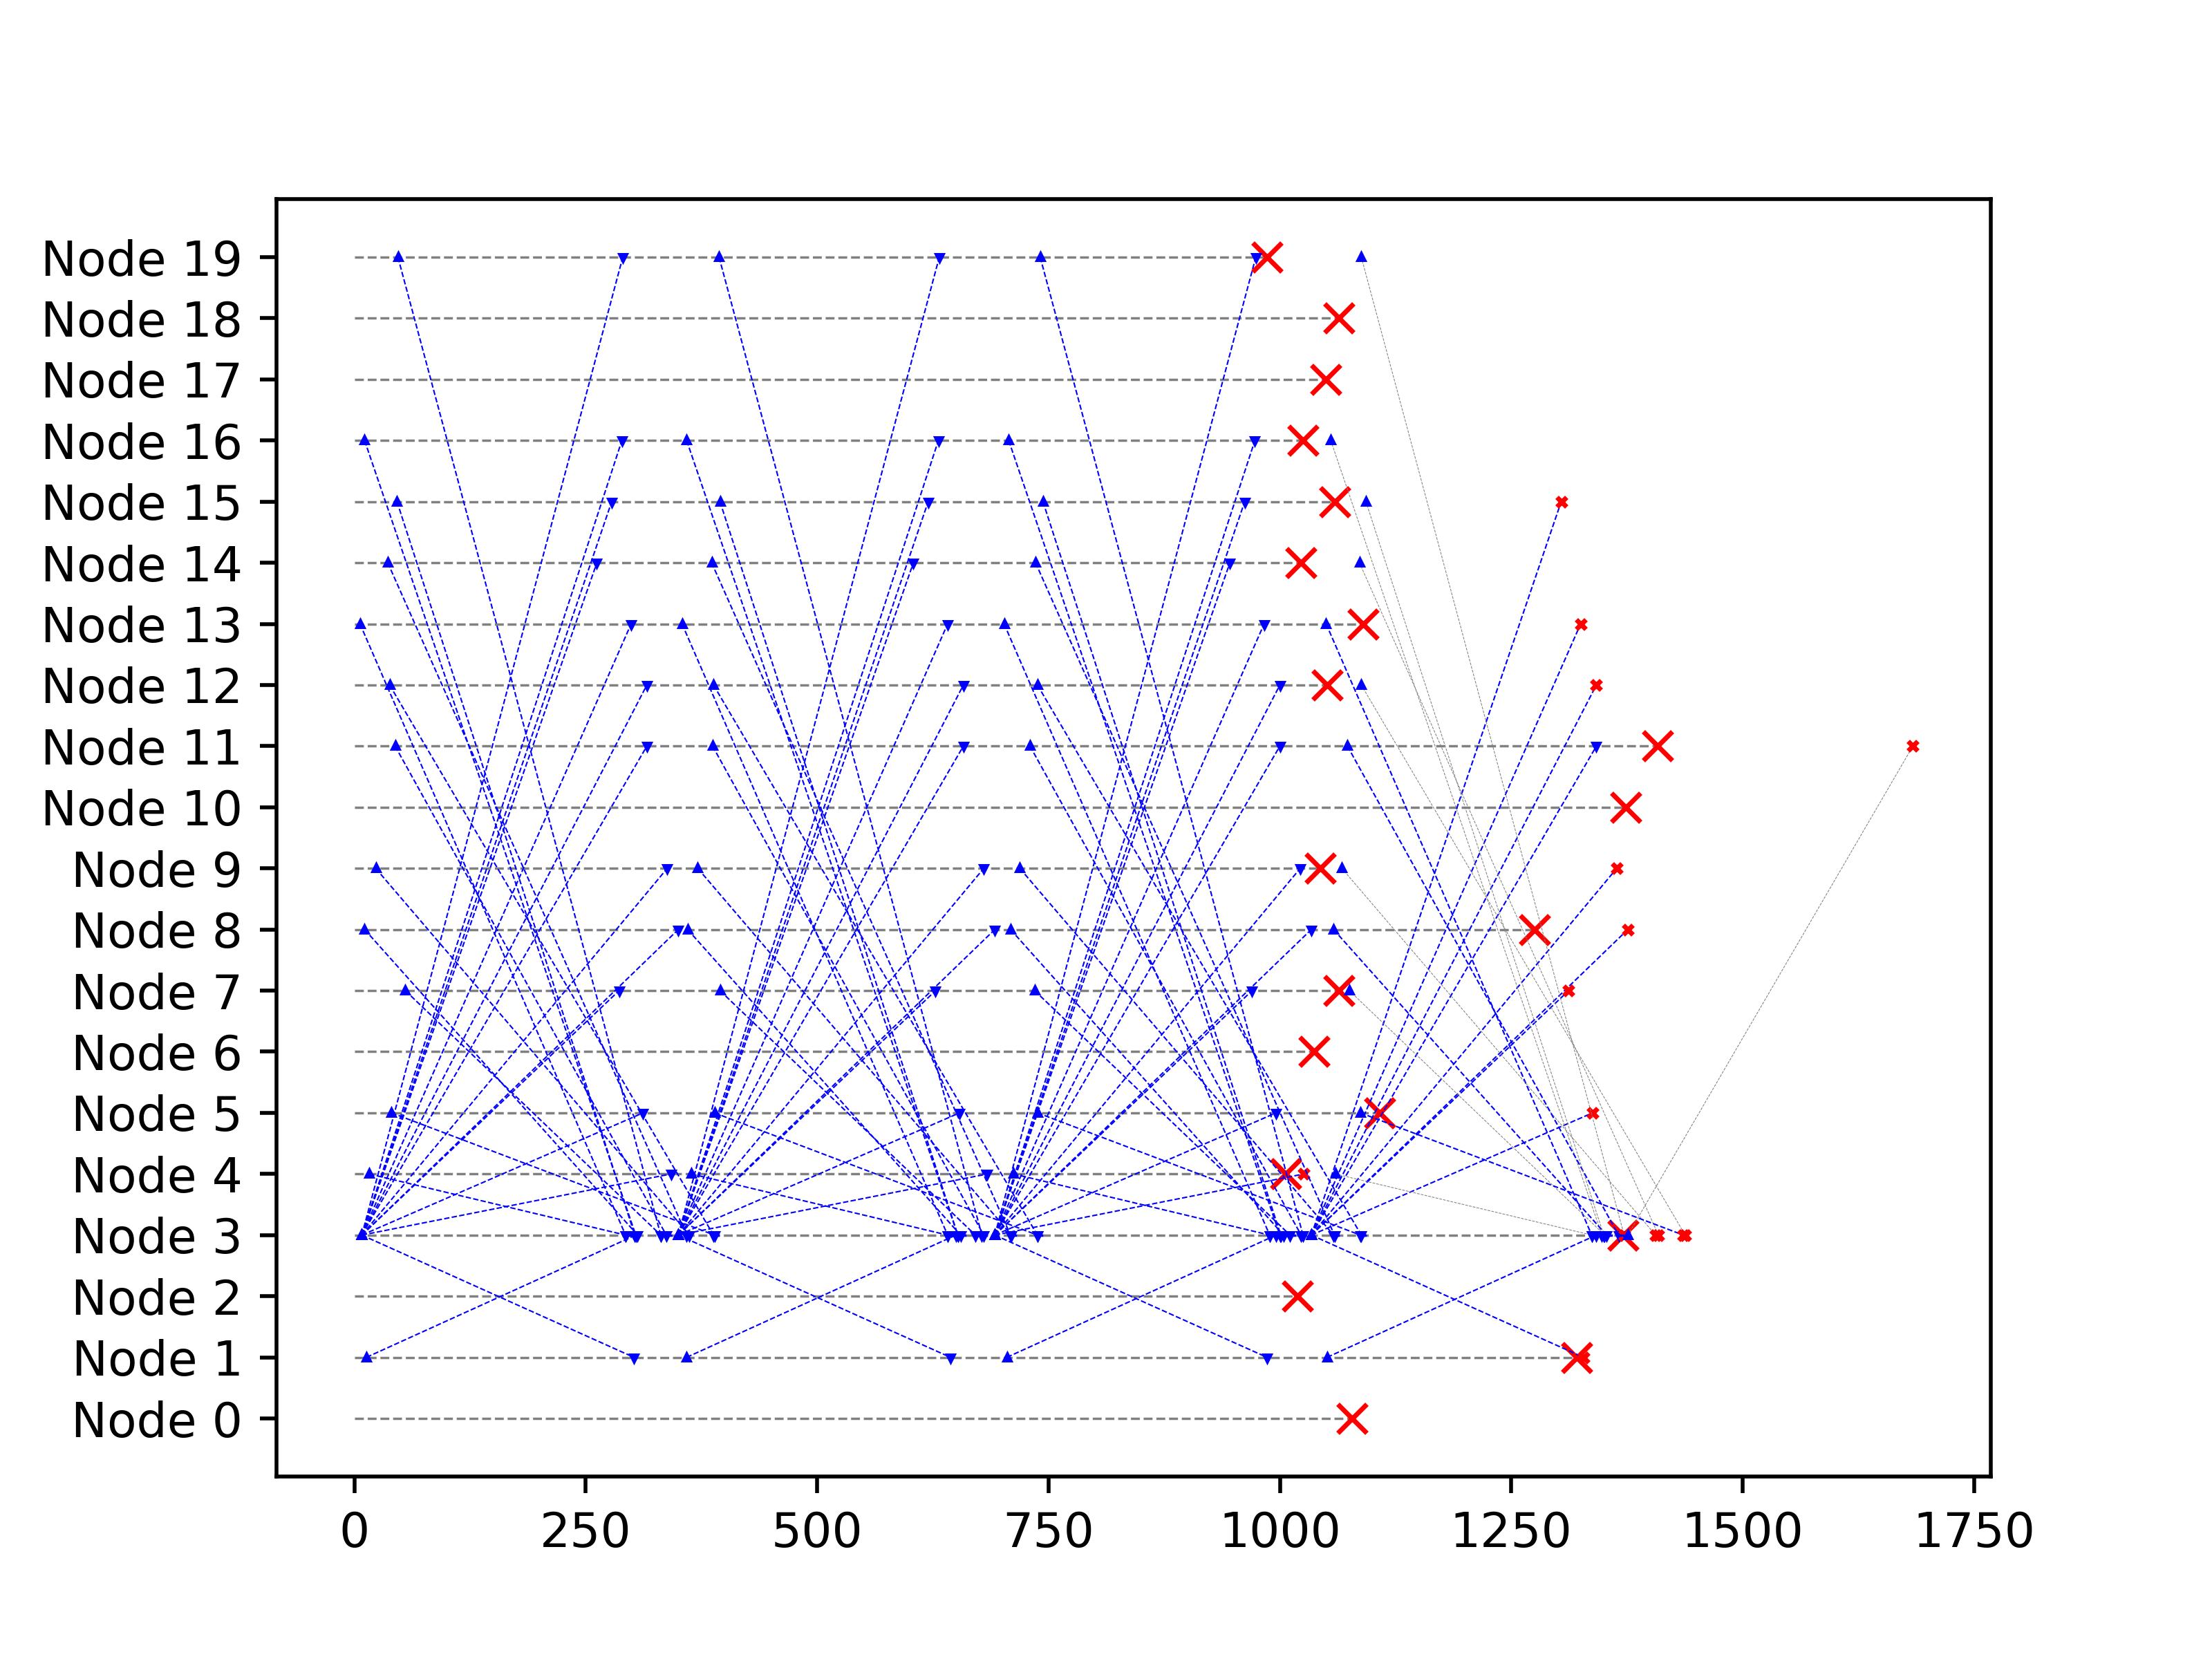 Node 19
Node 18
Node 17
Node 16
Node 15
Node 14
Node 13
Node 12
Node 11
Node 10
Node 9
Node 8
Node 7
Node 6
Node 5
Node 4
Node 3
Node 2
Node 1
Node 0
0 250 500 750 1000 1250 1500 1750